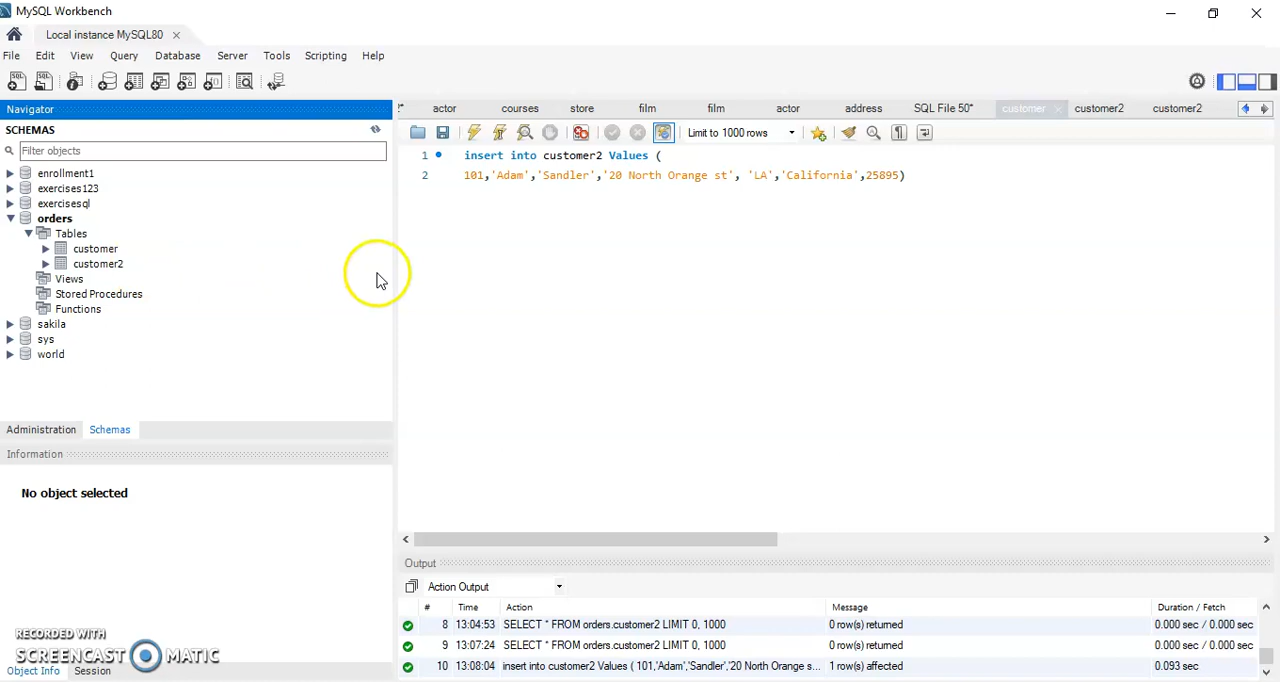 MySQL Workbench
Local instance MySQL80
File Edit View Query Database Server Tools Scripting Help
Navigator
SCHEMAS
Filter objects
enrollment1
exercises123
exercisesql
orders
Tables
customer
customer2
Views
Stored Procedures
Functions
sakila
sys
world
Administration Schemas
Information
No object selected
RECORDED WITH
SCREENCAST MATIC
Object Info Session
actor courses store film film actor address SQL File 50* customer customer2 customer2
Limit to 1000 rows
1 insert into customer2 Values (
2 101,'Adam','Sandler','20 North Orange st', 'LA','California',25895)
Output
Action Output
# Time Action Message Duration / Fetch
8 13:04:53 SELECT * FROM orders.customer2 LIMIT 0, 1000 0 row(s) returned 0.000 sec / 0.000 sec
9 13:07:24 SELECT * FROM orders.customer2 LIMIT 0, 1000 0 row(s) returned 0.000 sec / 0.000 sec
10 13:08:04 insert into customer2 Values ( 101,'Adam','Sandler','20 North Orange s... 1 row(s) affected 0.093 sec